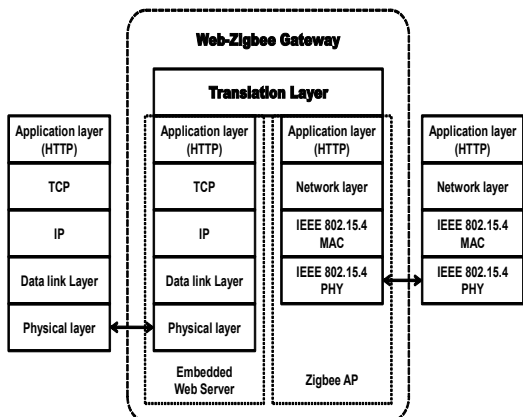 Web-Zigbee Gateway
Translation Layer
Application layer
(HTTP)
TCP
IP
Data link Layer
Physical layer
Application layer
(HTTP)
TCP
IP
Data link Layer
Physical layer
Embedded
Web Server
Application layer
(HTTP)
Network layer
IEEE 802.15.4
MAC
IEEE 802.15.4
PHY
Zigbee AP
Application layer
(HTTP)
Network layer
IEEE 802.15.4
MAC
IEEE 802.15.4
PHY